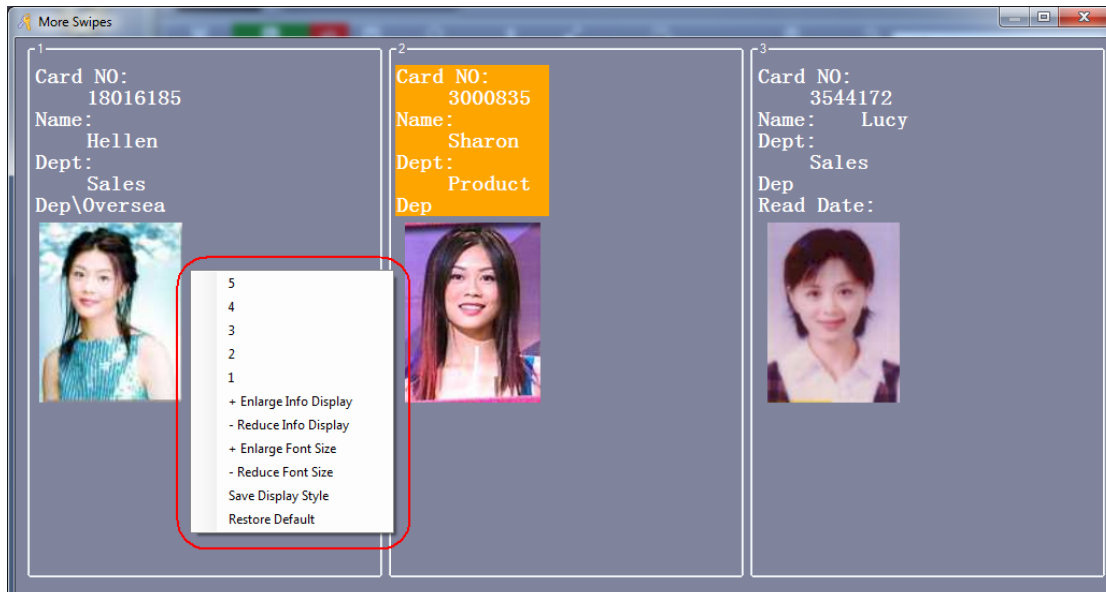 More Swipes
1
Card NO:
18016185
Name:
Hellen
Dept:
Sales
Dep\Oversea
2
Card NO:
3000835
Name:
Sharon
Dept:
Product
Dep
3
Card NO:
3544172
Name: Lucy
Dept:
Sales
Dep
Read Date:
5
4
3
2
1
+ Enlarge Info Display
- Reduce Info Display
+ Enlarge Font Size
- Reduce Font Size
Save Display Style
Restore Default